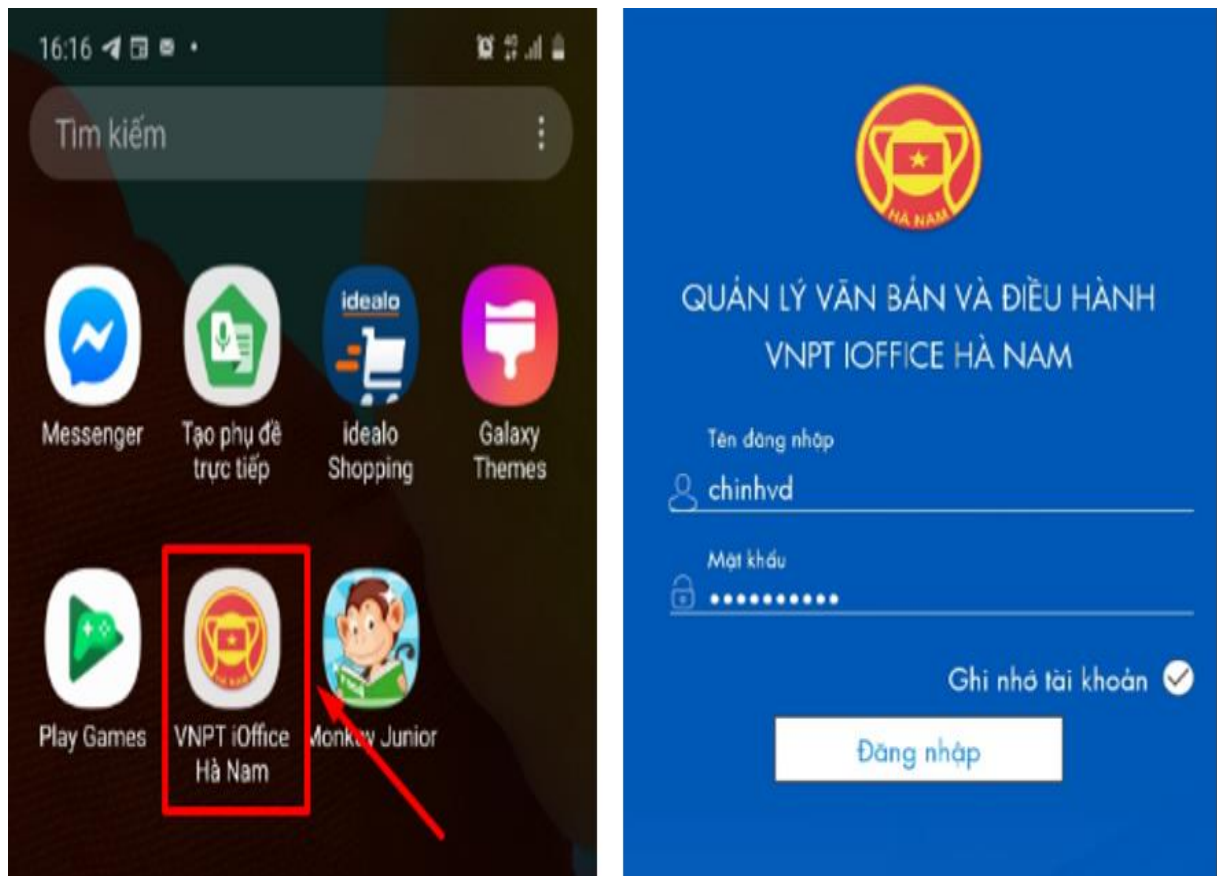 16:16
Tìm kiếm
Messenger
Tạo phụ đề
trực tiếp
idealo
idealo
Shopping
Galaxy
Themes
Play Games
HÀ NAM
VNPT iOffice
Hà Nam
Monkey Junior
HÀ NAM
QUẢN LÝ VĂN BẢN VÀ ĐIỀU HÀNH
VNPT IOFFICE HÀ NAM
Tên đăng nhập
chinhvd
Mật khẩu
••••••••••
Ghi nhớ tài khoản
Đăng nhập